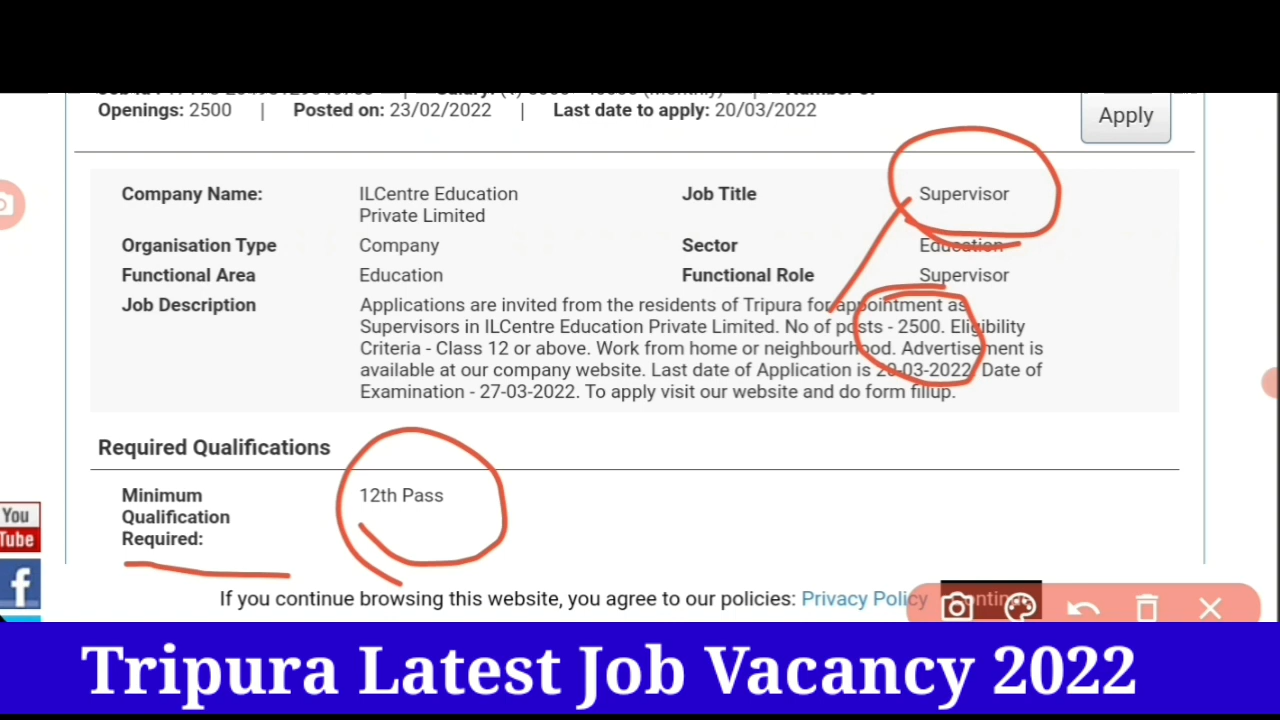 Openings: 2500 | Posted on: 23/02/2022 | Last date to apply: 20/03/2022
Apply
Company Name: ILCentre Education Private Limited
Job Title Supervisor
Organisation Type Company
Sector Education
Functional Area Education
Functional Role Supervisor
Job Description Applications are invited from the residents of Tripura for appointment as
Supervisors in ILCentre Education Private Limited. No of posts - 2500. Eligibility
Criteria - Class 12 or above. Work from home or neighbourhood. Advertisement is
available at our company website. Last date of Application is 20-03-2022. Date of
Examination - 27-03-2022. To apply visit our website and do form fillup.
Required Qualifications
Minimum 12th Pass
Qualification
Required:
You
Tube
f
If you continue browsing this website, you agree to our policies: Privacy Policy
Tripura Latest Job Vacancy 2022